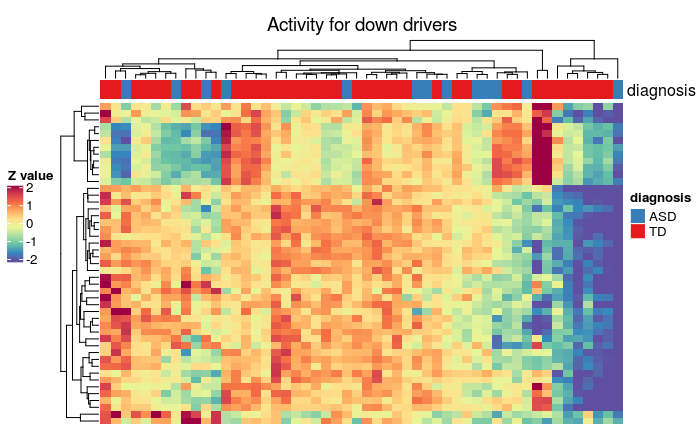 Activity for down drivers
diagnosis
Z value
2
1
0
-1
-2
diagnosis
ASD
TD